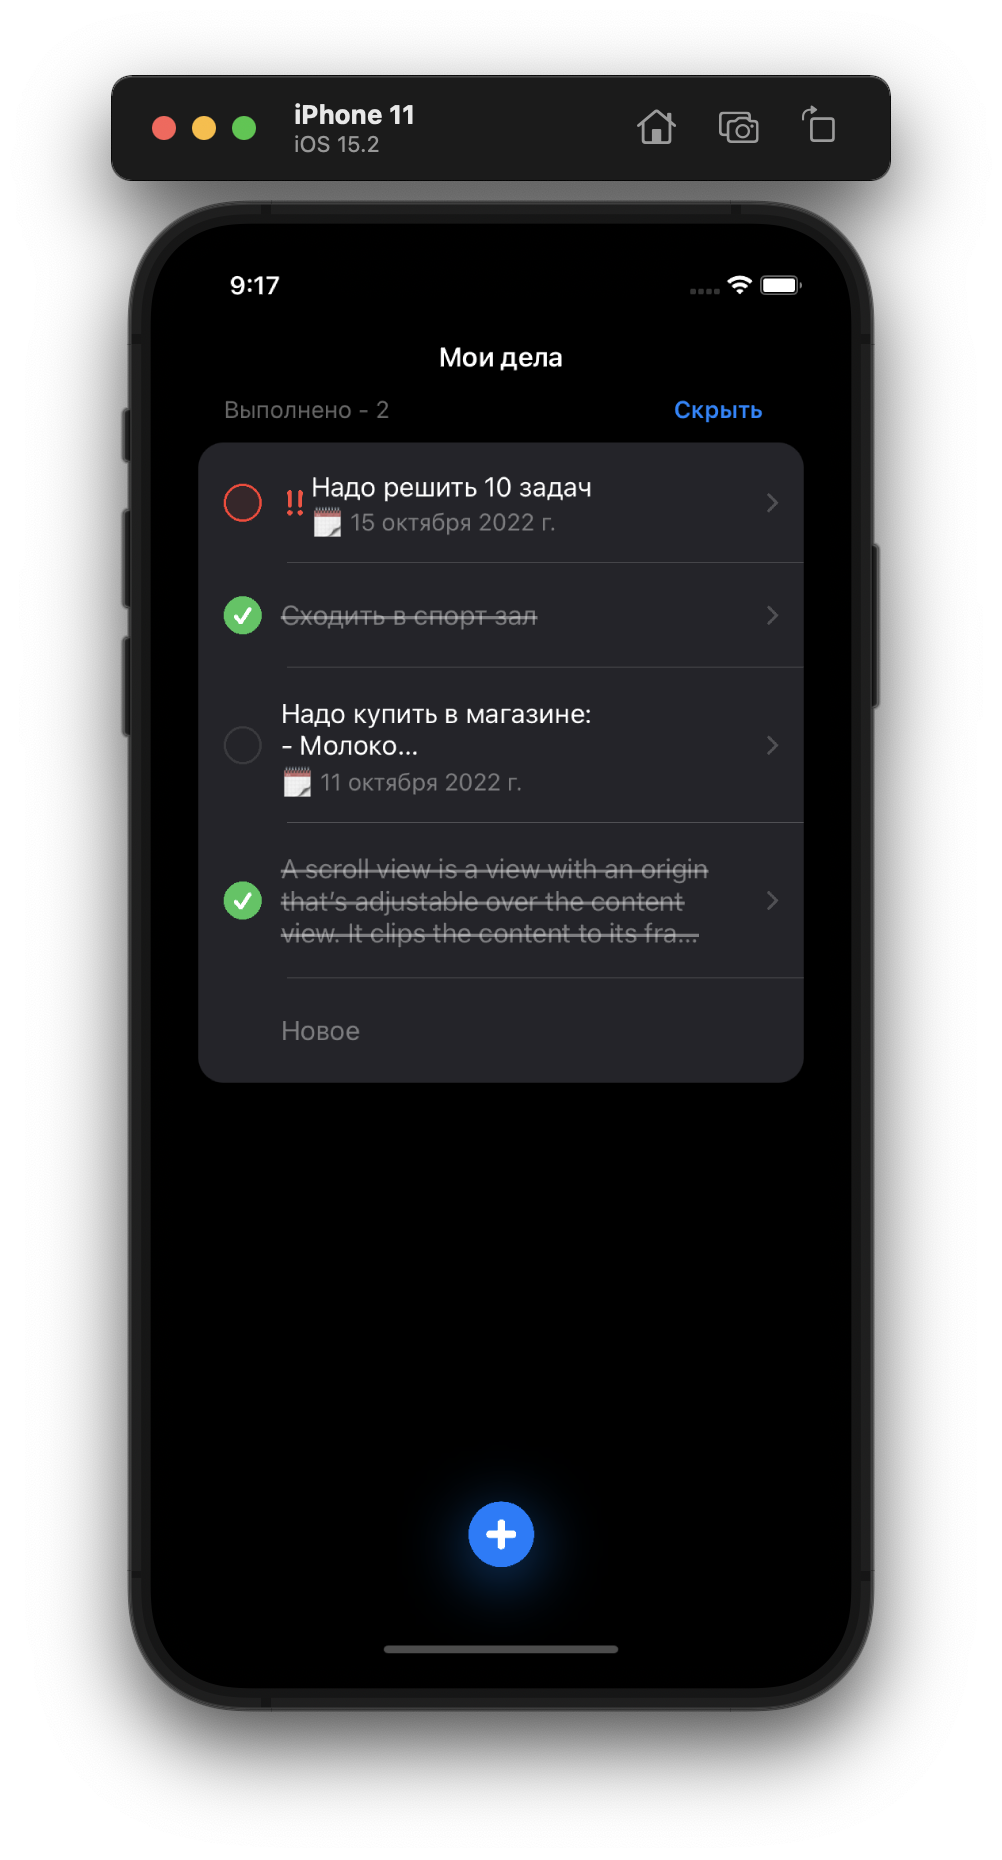 iPhone 11
iOS 15.2
9:17
Мои дела
Выполнено - 2
Скрыть
!! Надо решить 10 задач
15 октября 2022 г.
Сходить в спорт зал
Надо купить в магазине:
- Молоко...
11 октября 2022 г.
A scroll view is a view with an origin
that’s adjustable over the content
view. It clips the content to its fra...
Новое